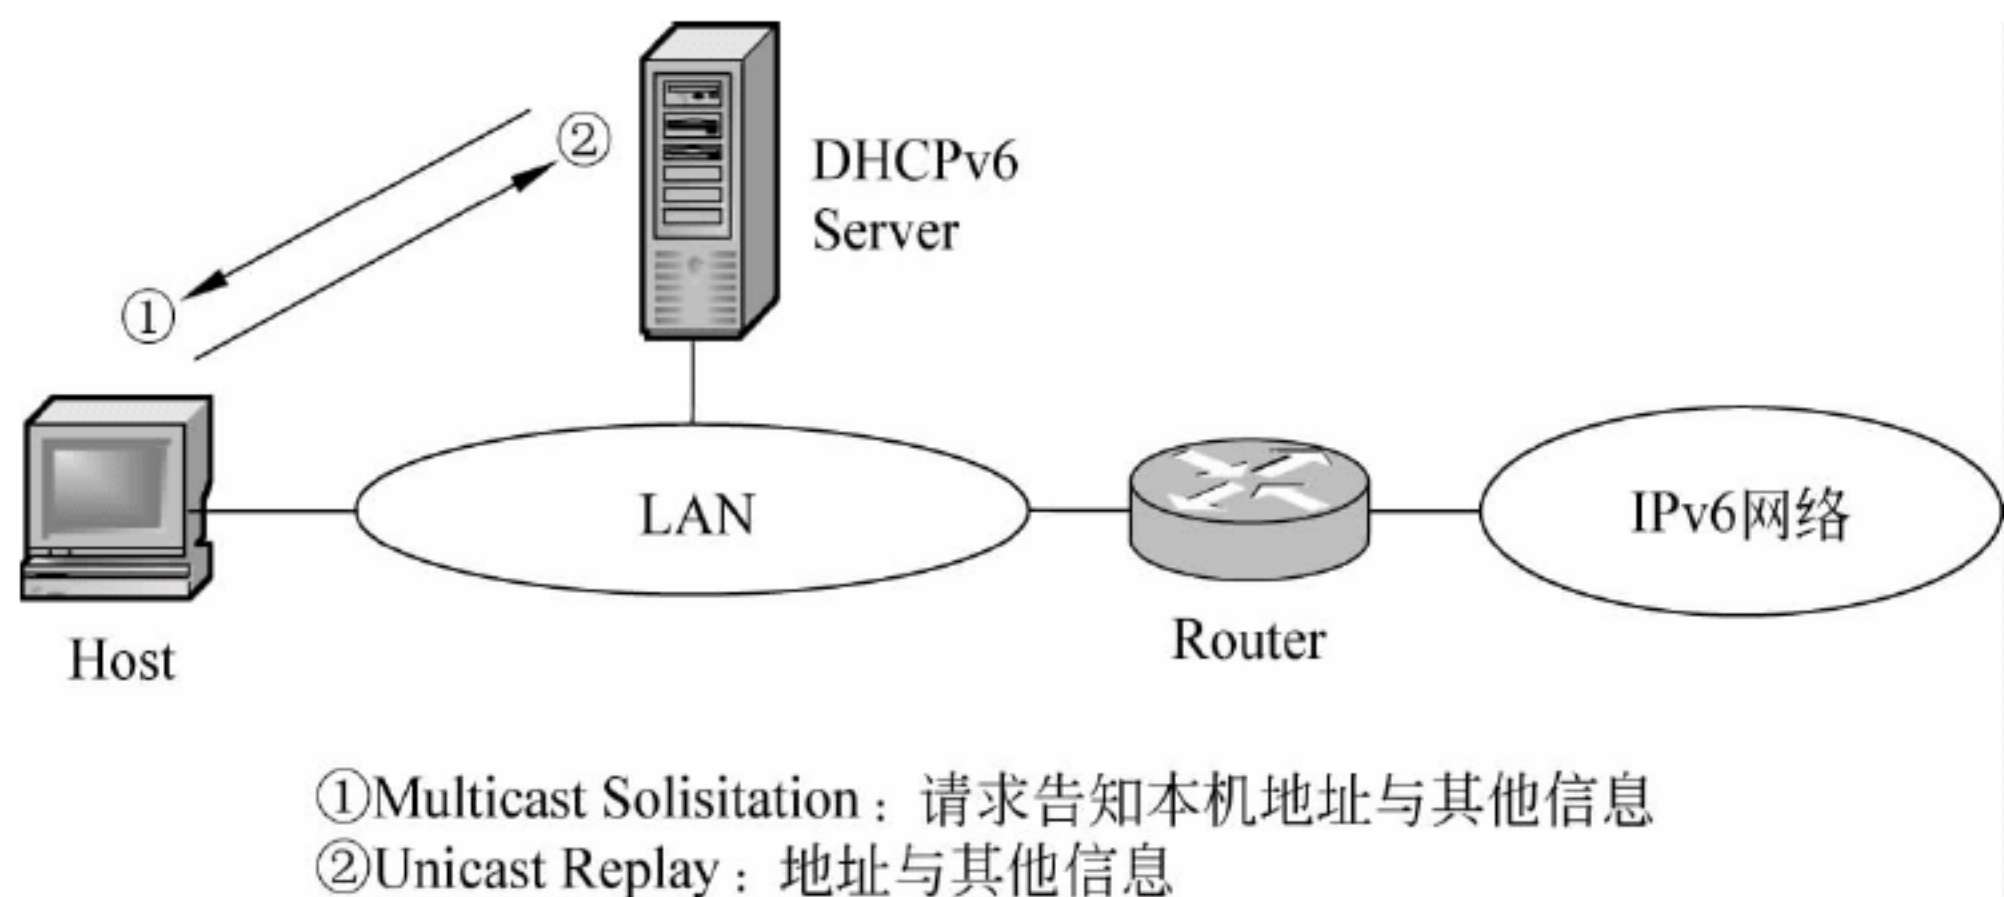 ②
DHCPv6
Server
①
LAN
IPv6网络
Router
Host
①Multicast Solisitation：请求告知本机地址与其他信息
②Unicast Replay：地址与其他信息